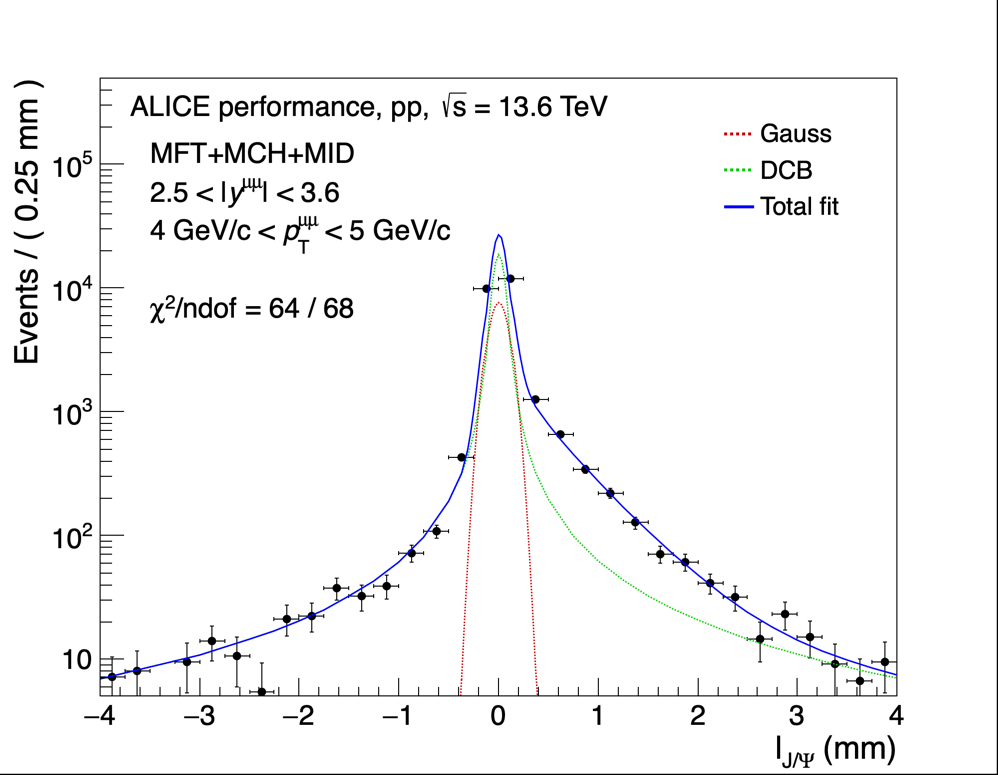 Events / ( 0.25 mm )
ALICE performance, pp, √s = 13.6 TeV
MFT+MCH+MID
2.5 < |y^μμ| < 3.6
4 GeV/c < p_T^μμ < 5 GeV/c
χ²/ndof = 64 / 68
Gauss
DCB
Total fit
10⁵
10⁴
10³
10²
10
−4 −3 −2 −1 0 1 2 3 4
l_J/Ψ (mm)